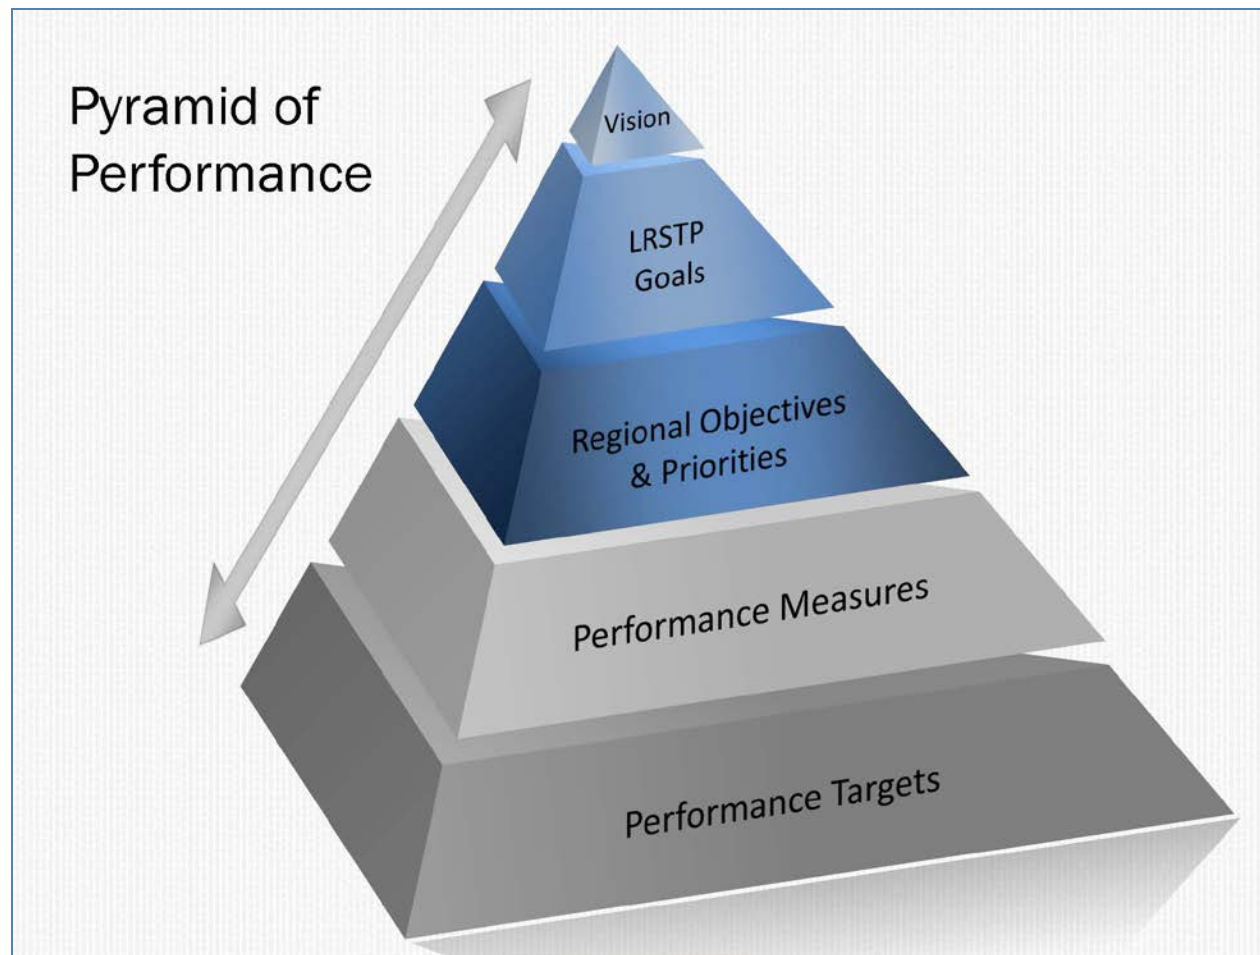 Pyramid of
Performance
Vision
LRSTP
Goals
Regional Objectives
& Priorities
Performance Measures
Performance Targets